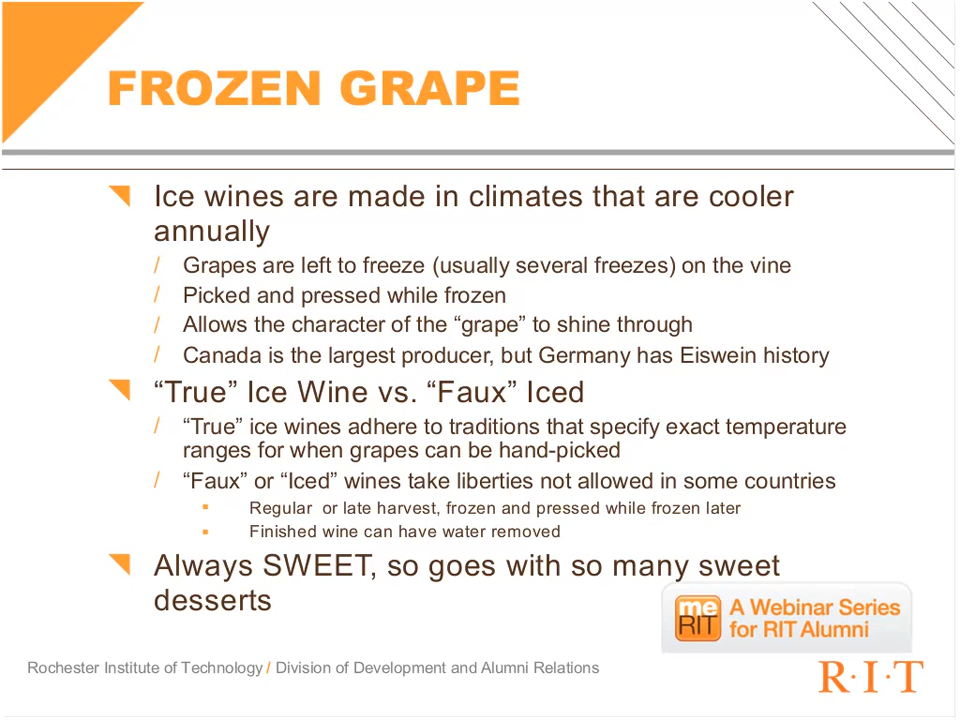 FROZEN GRAPE
Ice wines are made in climates that are cooler
annually
/ Grapes are left to freeze (usually several freezes) on the vine
/ Picked and pressed while frozen
/ Allows the character of the “grape” to shine through
/ Canada is the largest producer, but Germany has Eiswein history
“True” Ice Wine vs. “Faux” Iced
/ “True” ice wines adhere to traditions that specify exact temperature
ranges for when grapes can be hand-picked
/ “Faux” or “Iced” wines take liberties not allowed in some countries
▪ Regular or late harvest, frozen and pressed while frozen later
▪ Finished wine can have water removed
Always SWEET, so goes with so many sweet
desserts
me
RIT
A Webinar Series
for RIT Alumni
Rochester Institute of Technology / Division of Development and Alumni Relations
R·I·T